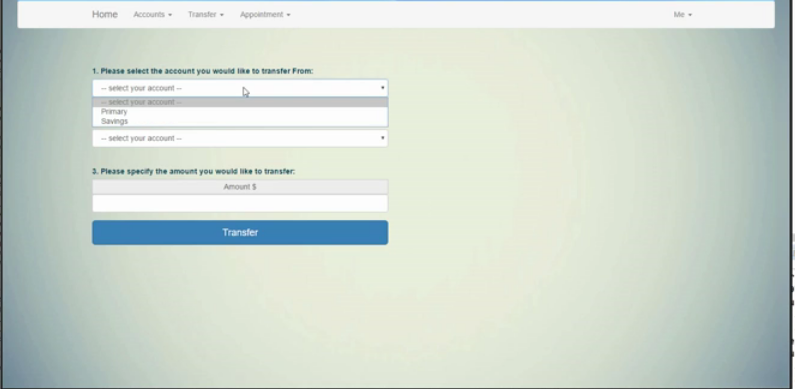 Home Accounts Transfer Appointment Me
1. Please select the account you would like to transfer From:
-- select your account --
-- select your account --
Primary
Savings
-- select your account --
3. Please specify the amount you would like to transfer:
Amount $
Transfer